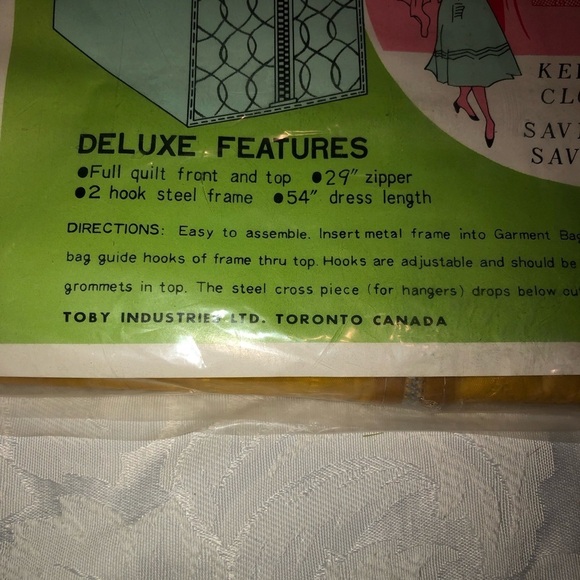 KE
CLO
SAVI
SAV
DELUXE FEATURES
•Full quilt front and top •29" zipper
•2 hook steel frame •54" dress length
DIRECTIONS: Easy to assemble. Insert metal frame into Garment Bag
bag guide hooks of frame thru top. Hooks are adjustable and should be
grommets in top. The steel cross piece (for hangers) drops below
TOBY INDUSTRIES LTD. TORONTO CANADA